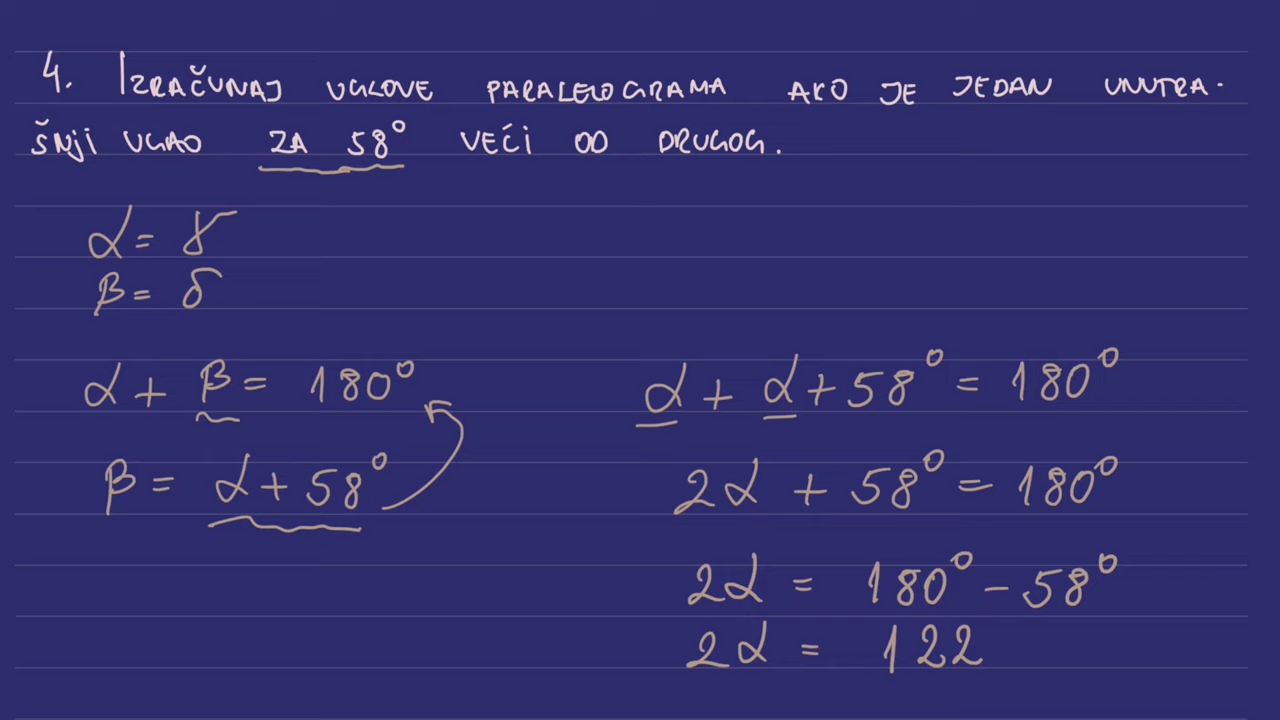 4. IZRAČUNAJ UGLOVE PARALELOGRAMA AKO JE JEDAN UNUTRA-
ŠNJI UGAO ZA 58° VEĆI OD DRUGOG.
α = γ
β = δ
α + β = 180°
β = α + 58°
α + α + 58° = 180°
2α + 58° = 180°
2α = 180° - 58°
2α = 122